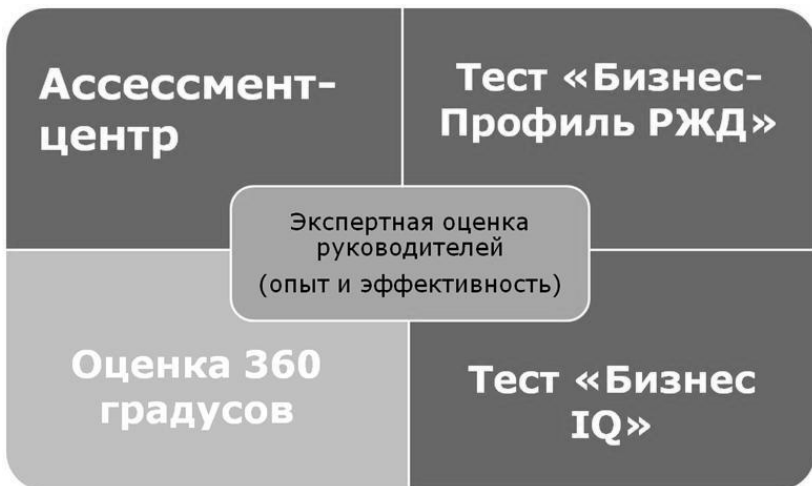 Ассессмент-
центр
Тест «Бизнес-
Профиль РЖД»
Экспертная оценка
руководителей
(опыт и эффективность)
Оценка 360
градусов
Тест «Бизнес
IQ»